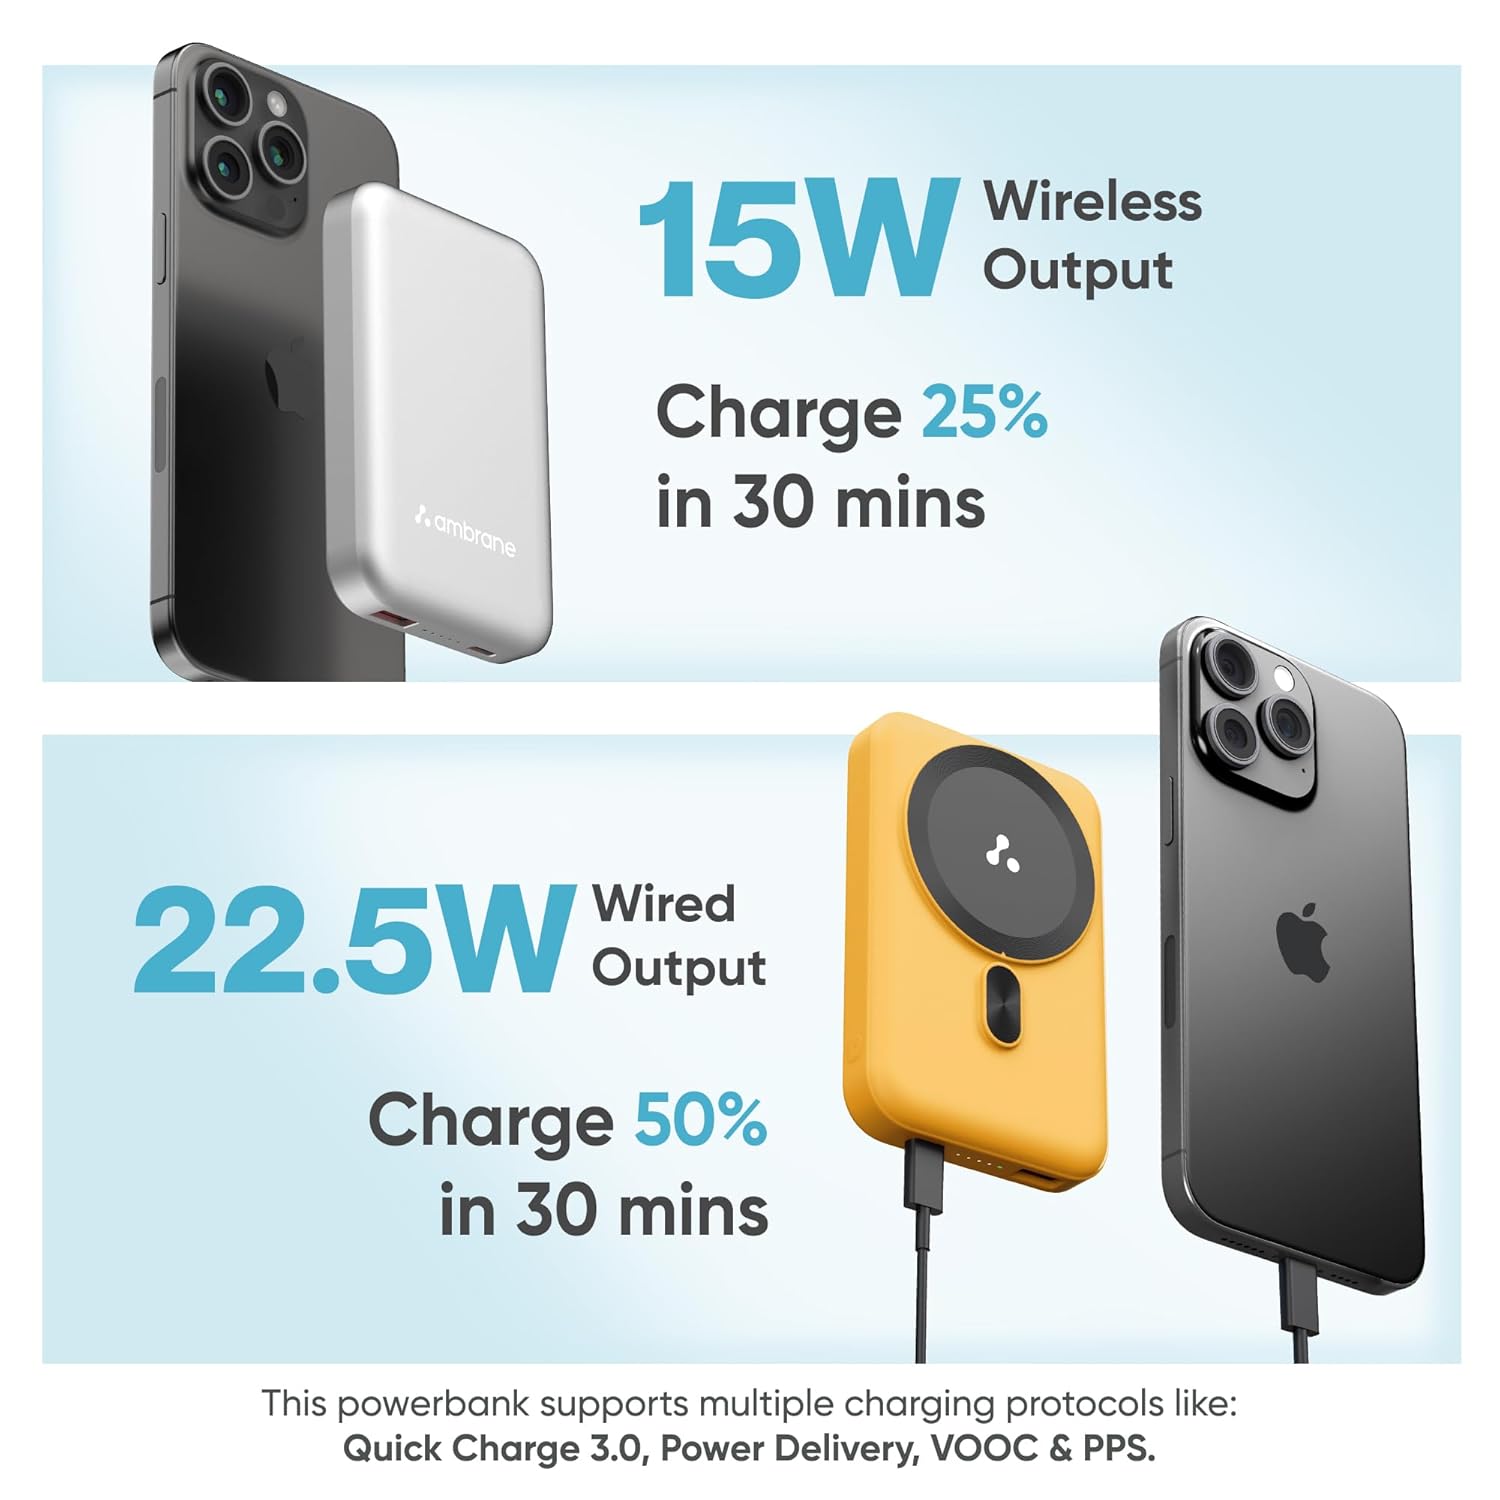 15W Wireless
Output
Charge 25%
in 30 mins
ambrane
22.5W Wired
Output
Charge 50%
in 30 mins
This powerbank supports multiple charging protocols like:
Quick Charge 3.0, Power Delivery, VOOC & PPS.